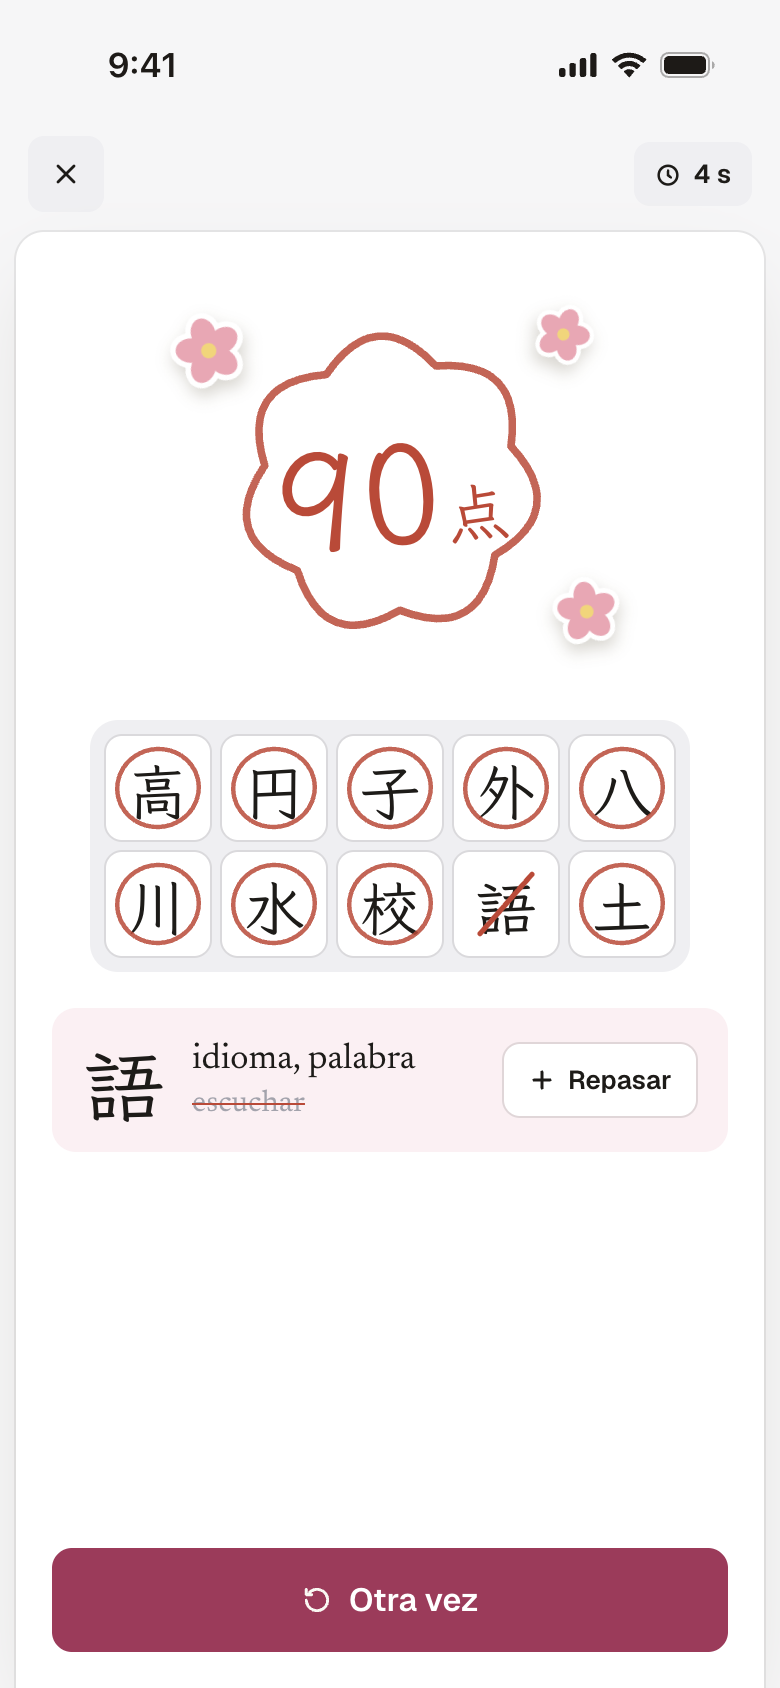 9:41
4 s
90点
高 円 子 外 八
川 水 校 語 土
語
idioma, palabra
escuchar
Repasar
Otra vez